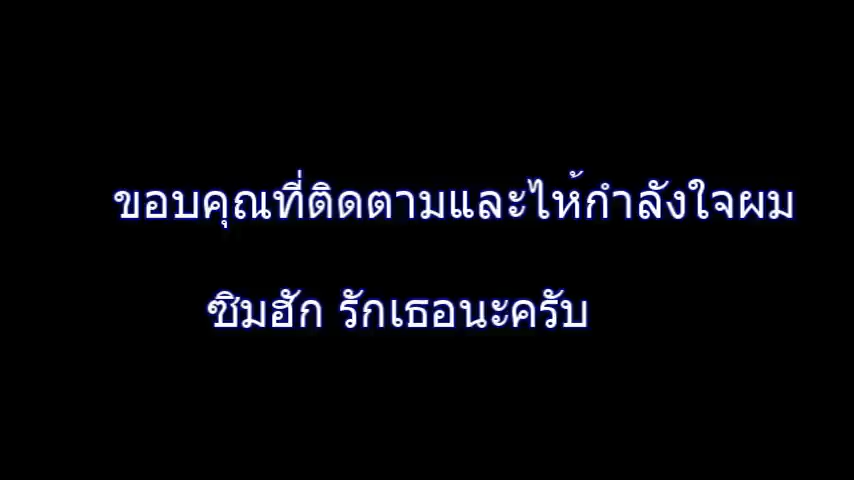 ขอบคุณที่ติดตามและไห้กำลังใจผม
ซิมฮัก รักเธอนะครับ